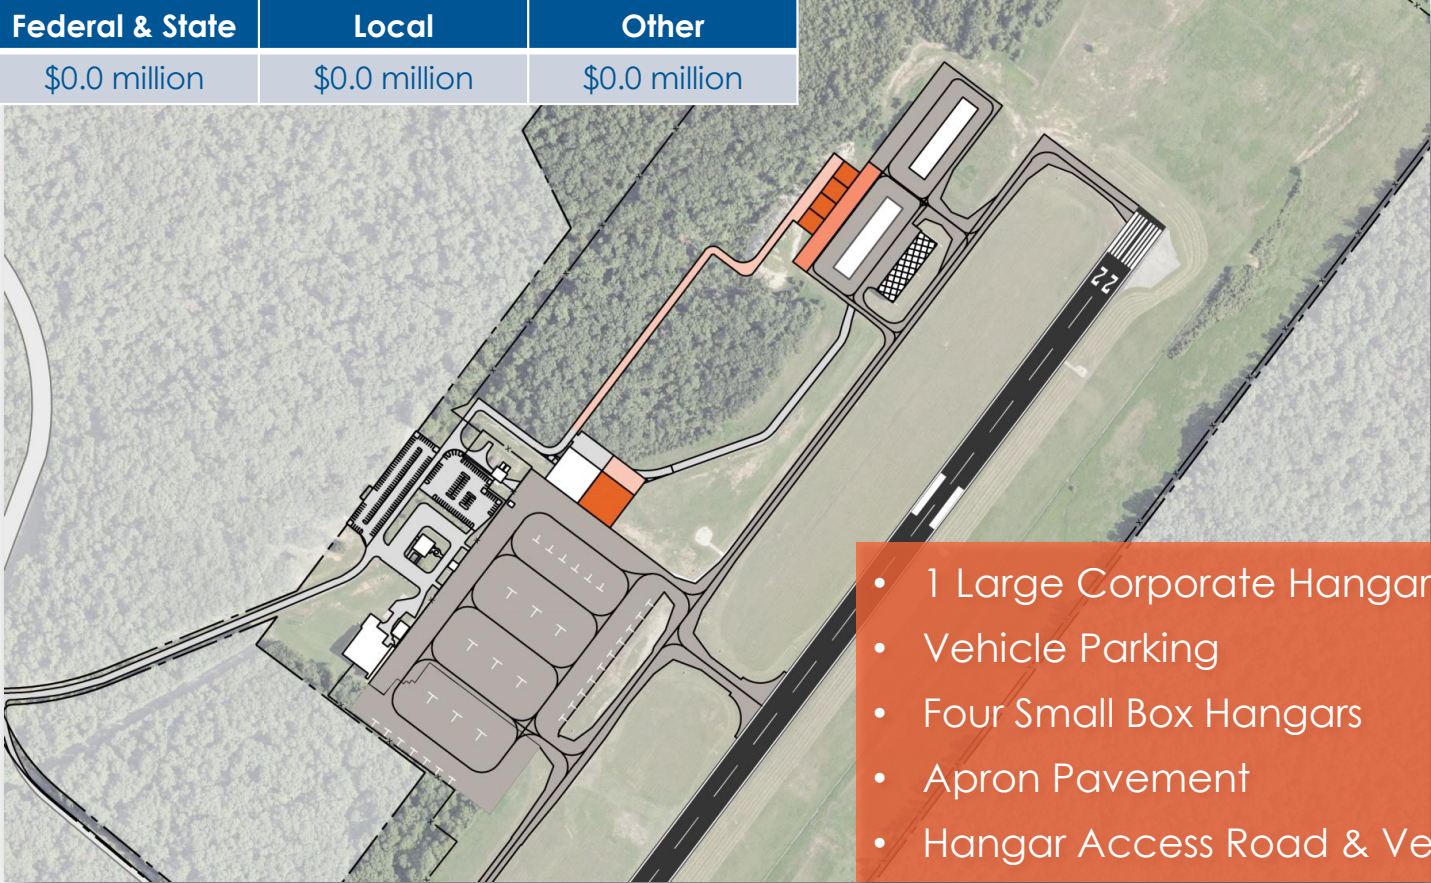 Federal & State Local Other
$0.0 million $0.0 million $0.0 million
22
• 1 Large Corporate Hangar
• Vehicle Parking
• Four Small Box Hangars
• Apron Pavement
• Hangar Access Road & Ve